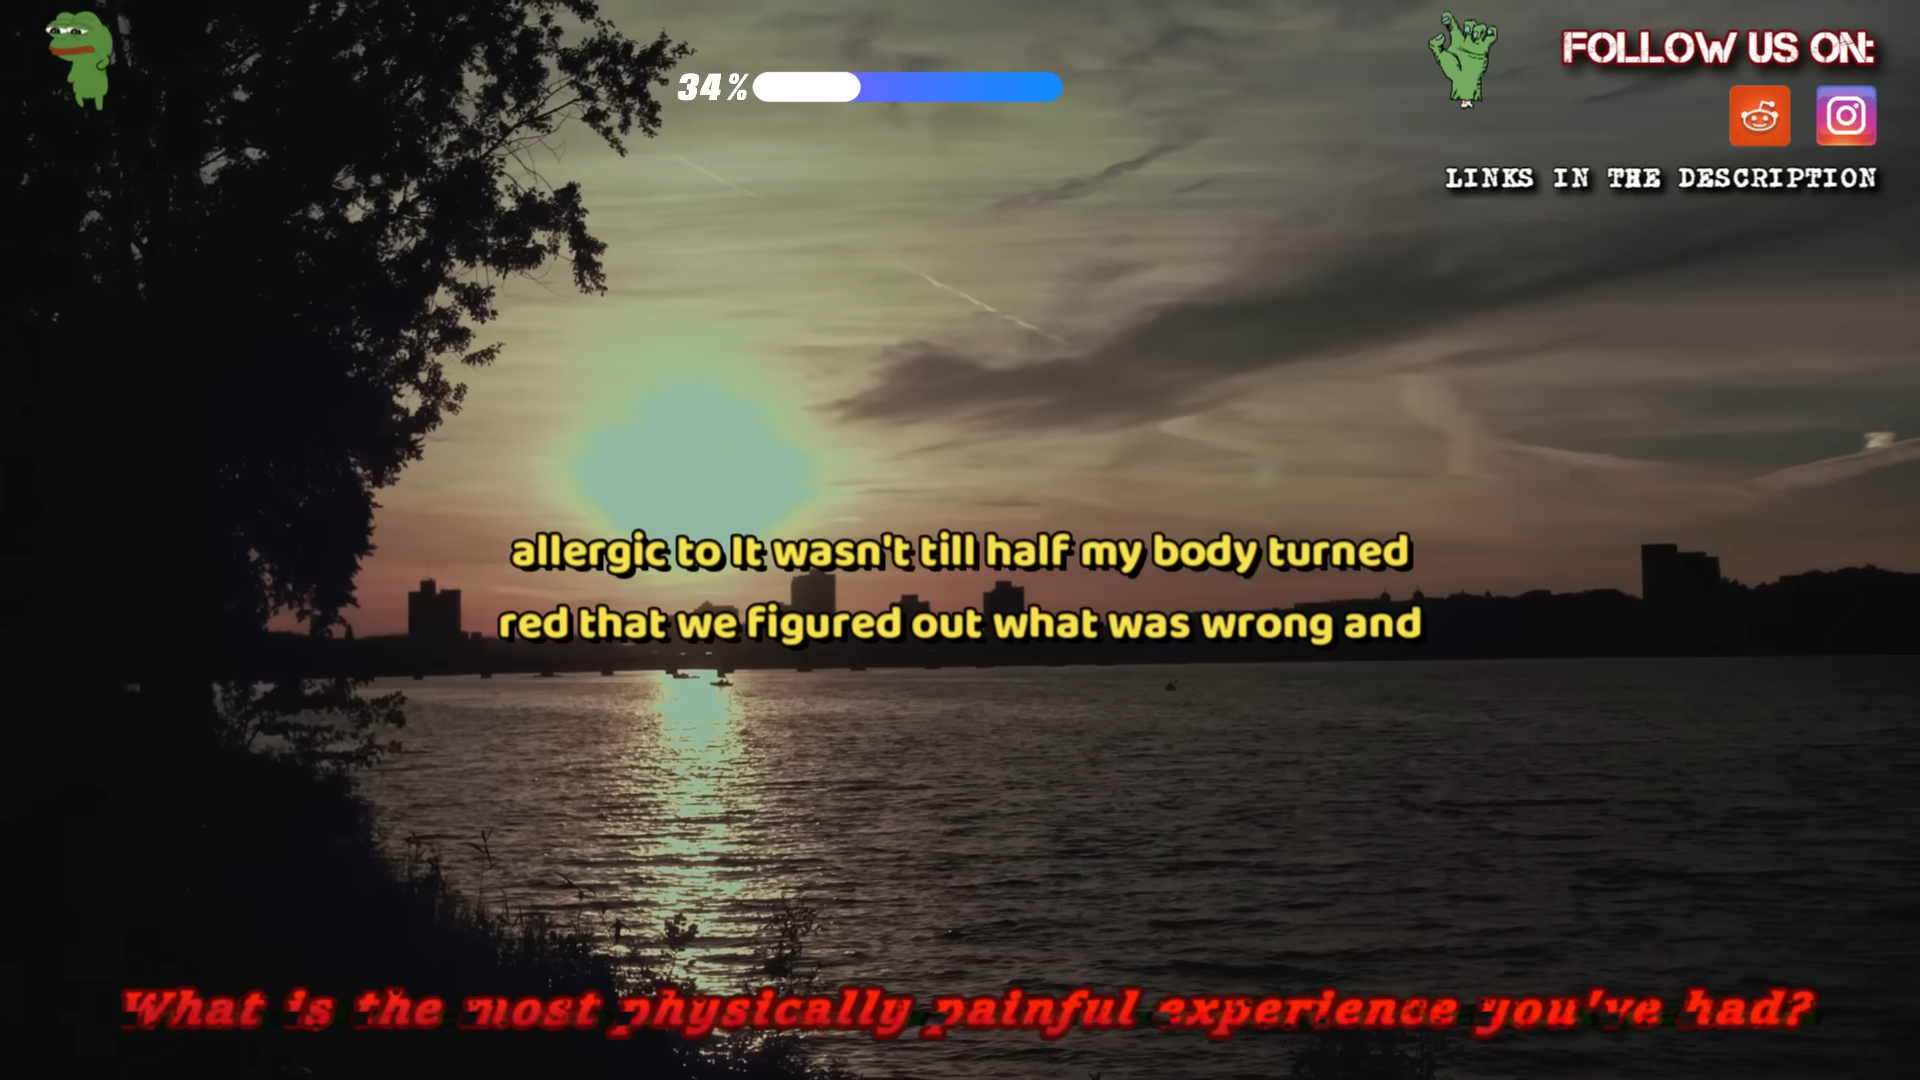 34%
FOLLOW US ON:
LINKS IN THE DESCRIPTION
allergic to It wasn't till half my body turned
red that we figured out what was wrong and
What is the most physically painful experience you've had?